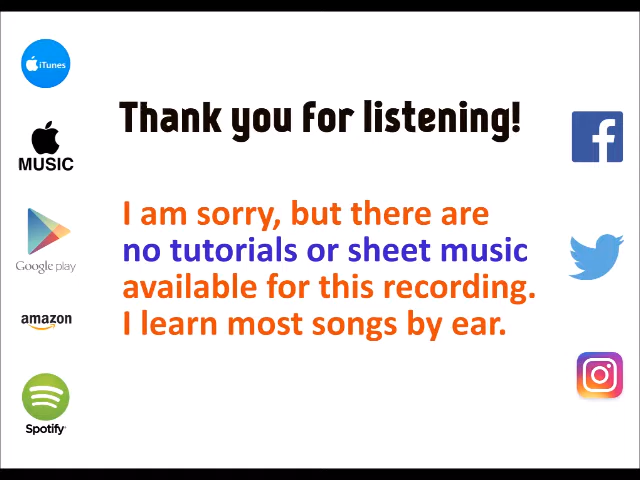 iTunes
MUSIC
Google play
amazon
Spotify
Thank you for listening!
I am sorry, but there are
no tutorials or sheet music
available for this recording.
I learn most songs by ear.
f